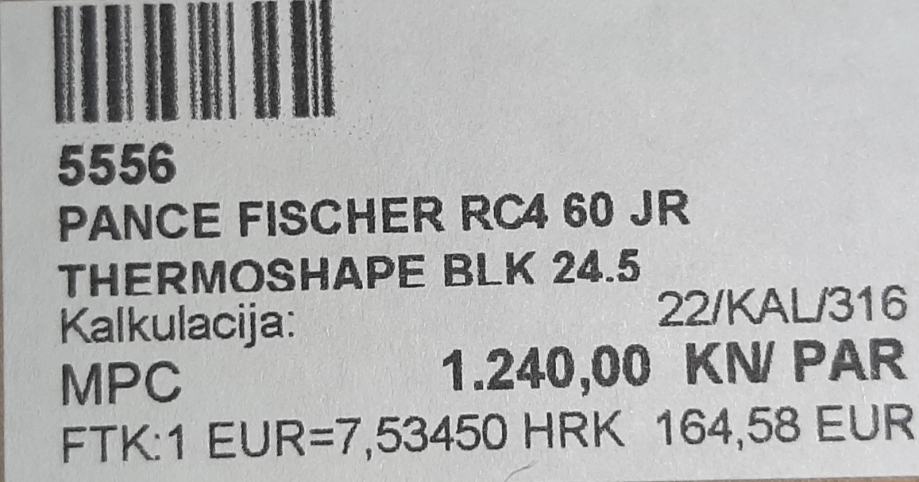 5556
PANCE FISCHER RC4 60 JR
THERMOSHAPE BLK 24.5
Kalkulacija: 22/KAL/316
MPC 1.240,00 KN/ PAR
FTK:1 EUR=7,53450 HRK 164,58 EUR